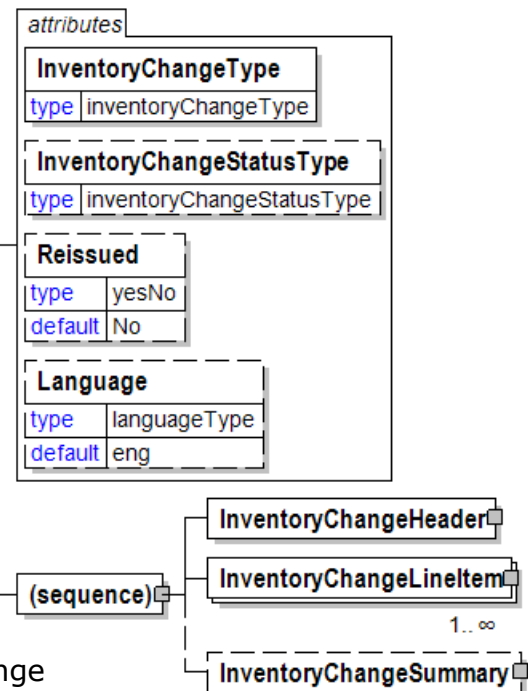 attributes
InventoryChangeType
type inventoryChangeType
InventoryChangeStatusType
type inventoryChangeStatusType
Reissued
type yesNo
default No
Language
type languageType
default eng
InventoryChangeHeader
(sequence)
InventoryChangeLineItem
1.. ∞
nge
InventoryChangeSummary